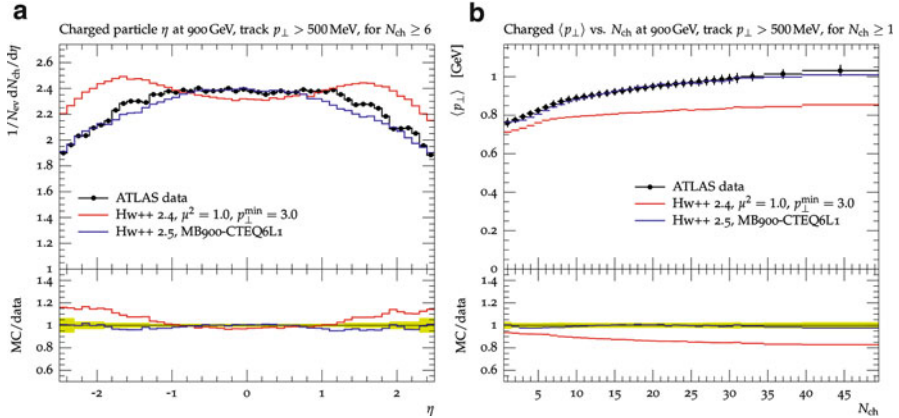 a
Charged particle η at 900 GeV, track p⊥ > 500 MeV, for Nch ≥ 6
1/Nev dNch/dη
2.4
2.2
2
1.8
1.6
1.4
1.2
1
ATLAS data
Hw++ 2.4, μ² = 1.0, p⊥^min = 3.0
Hw++ 2.5, MB900-CTEQ6L1
MC/data
1.4
1.2
1
0.8
0.6
-2
-1
0
1
2
η
b
Charged ⟨p⊥⟩ vs. Nch at 900 GeV, track p⊥ > 500 MeV, for Nch ≥ 1
⟨p⊥⟩ [GeV]
1
0.8
0.6
0.4
0.2
0
ATLAS data
Hw++ 2.4, μ² = 1.0, p⊥^min = 3.0
Hw++ 2.5, MB900-CTEQ6L1
MC/data
1.4
1.2
1
0.8
0.6
5
10
15
20
25
30
35
40
45
Nch